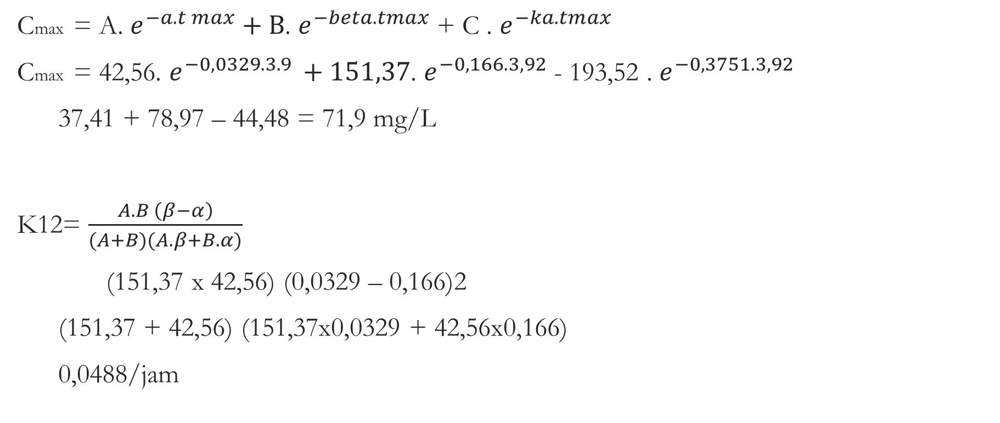 Cmax = A. e^−a.t max + B. e^−beta.tmax + C . e^−ka.tmax
Cmax = 42,56. e^−0,0329.3.9 + 151,37. e^−0,166.3,92 - 193,52 . e^−0,3751.3,92
37,41 + 78,97 – 44,48 = 71,9 mg/L
K12= A.B (β−α) / (A+B)(A.β+B.α)
(151,37 x 42,56) (0,0329 – 0,166)2
(151,37 + 42,56) (151,37x0,0329 + 42,56x0,166)
0,0488/jam